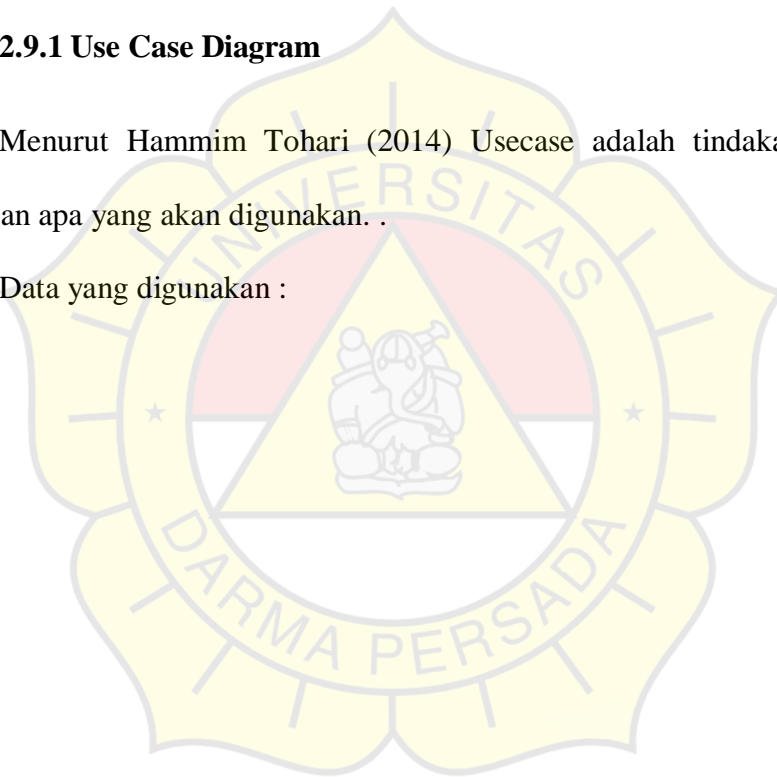 2.9.1 Use Case Diagram
Menurut Hammim Tohari (2014) Usecase adalah tindaka
an apa yang akan digunakan. .
Data yang digunakan :
UNIVERSITAS
DARMA PERSADA